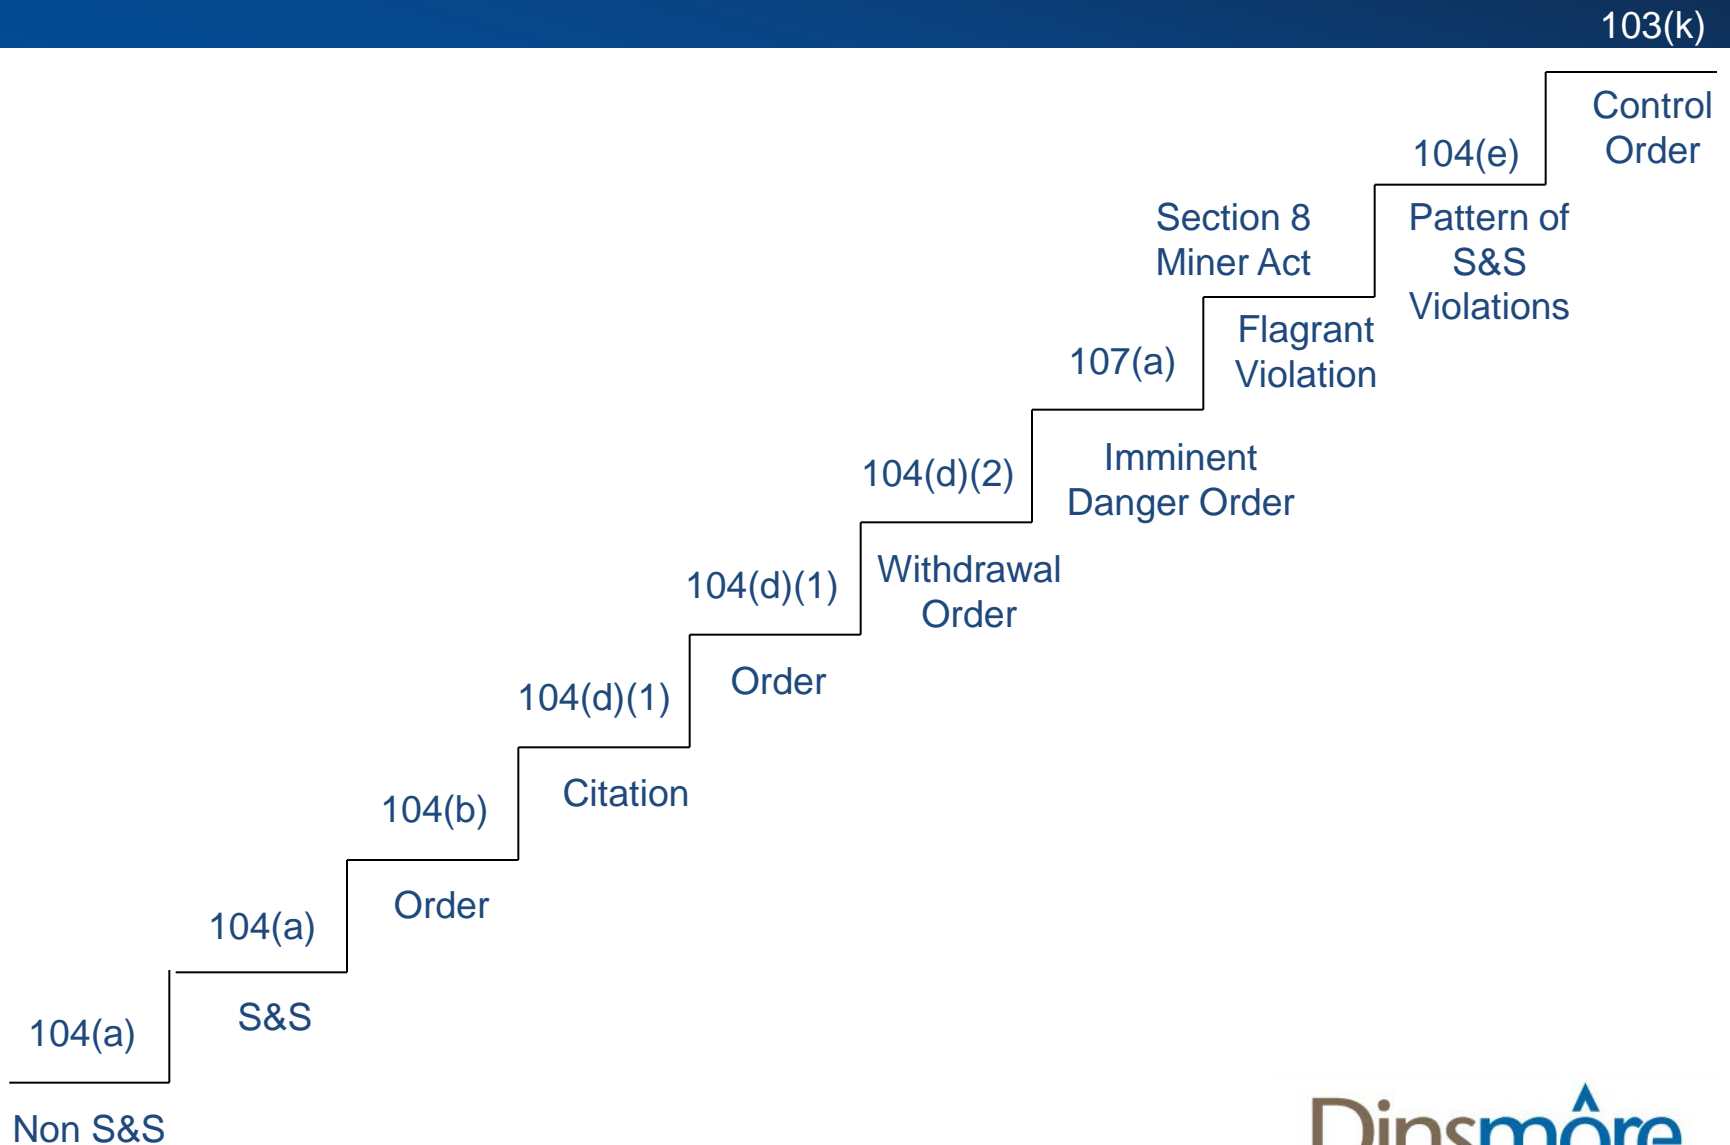 103(k)
Control
Order
104(e)
Pattern of
S&S
Violations
Section 8
Miner Act
Flagrant
Violation
107(a)
Imminent
Danger Order
104(d)(2)
Withdrawal
Order
104(d)(1)
Order
104(d)(1)
Citation
104(b)
Order
104(a)
S&S
104(a)
Non S&S
Dinsmôre